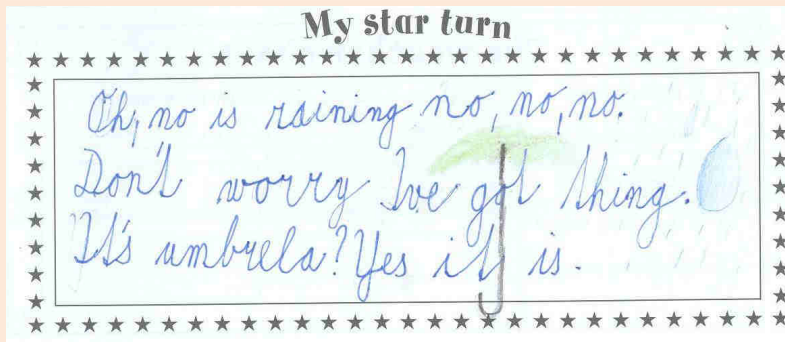 My star turn
Oh, no is raining no, no, no.
Don't worry I've got thing.
It's umbrela? Yes it is.